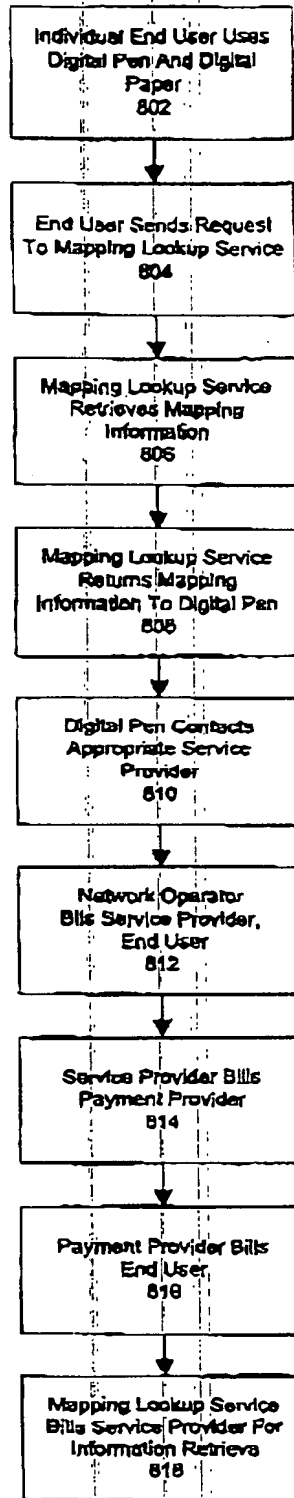 Individual End User Uses
Digital Pen And Digital
Paper
802
End User Sends Request
To Mapping Lookup Service
804
Mapping Lookup Service
Retrieves Mapping
Information
806
Mapping Lookup Service
Returns Mapping
Information To Digital Pen
808
Digital Pen Contacts
Appropriate Service
Provider
810
Network Operator
Bills Service Provider,
End User
812
Service Provider Bills
Payment Provider
814
Payment Provider Bills
End User
816
Mapping Lookup Service
Bills Service Provider For
Information Retrieva
818